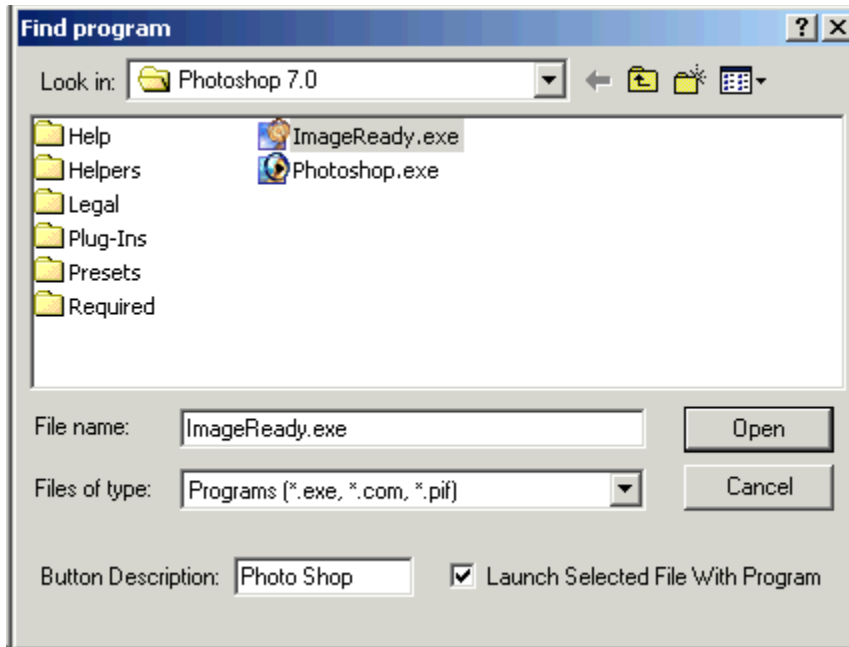 Find program
Look in: Photoshop 7.0
Help
Helpers
Legal
Plug-Ins
Presets
Required
ImageReady.exe
Photoshop.exe
File name: ImageReady.exe Open
Files of type: Programs (*.exe, *.com, *.pif) Cancel
Button Description: Photo Shop Launch Selected File With Program